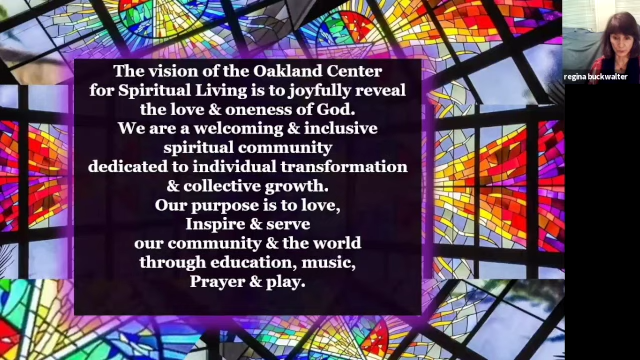 The vision of the Oakland Center
for Spiritual Living is to joyfully reveal
the love & oneness of God.
We are a welcoming & inclusive
spiritual community
dedicated to individual transformation
& collective growth.
Our purpose is to love,
Inspire & serve
our community & the world
through education, music,
Prayer & play.
regina buckwalter